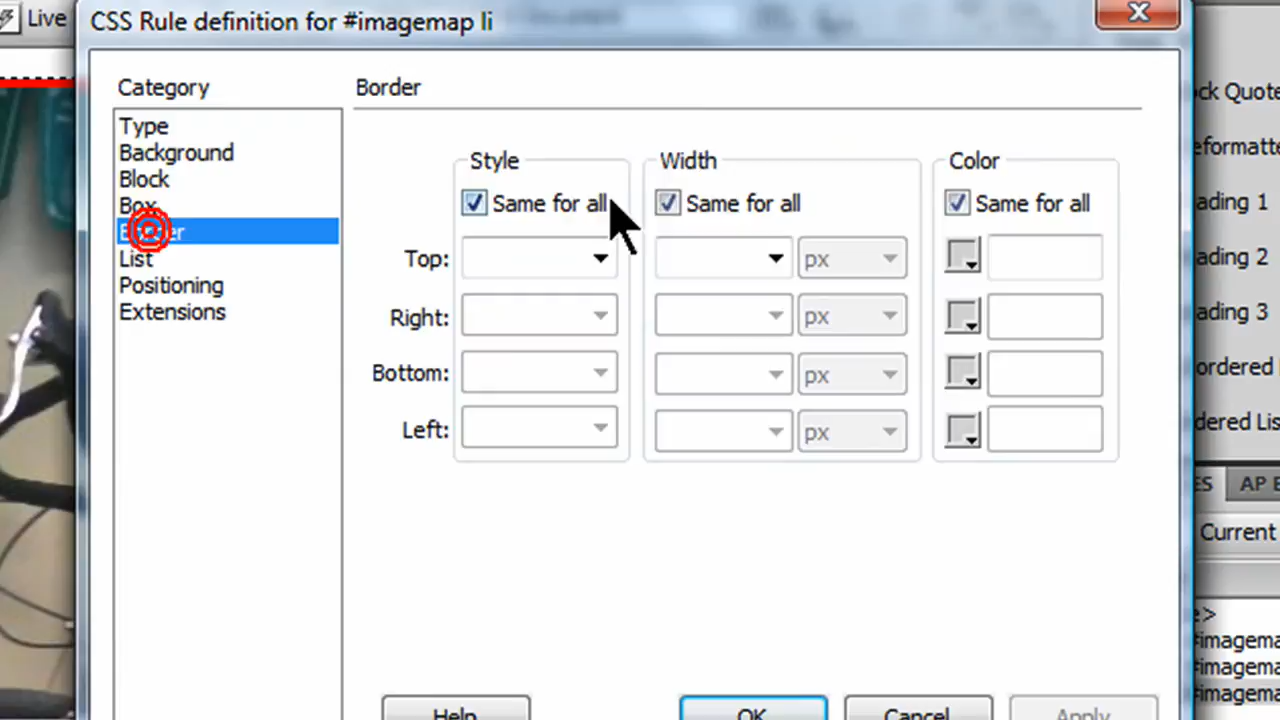 Live
CSS Rule definition for #imagemap li
Category
Border
Type
Background
Block
Box
List
Positioning
Extensions
Style
Width
Color
Same for all
Same for all
Same for all
Top:
px
Right:
px
Bottom:
px
Left:
px
Help
OK
Cancel
Apply
ck Quote
eformatte
ading 1
ading 2
ading 3
ordered
dered Lis
ES
AP E
Current
e>
#imagema
#imagema
#imagema